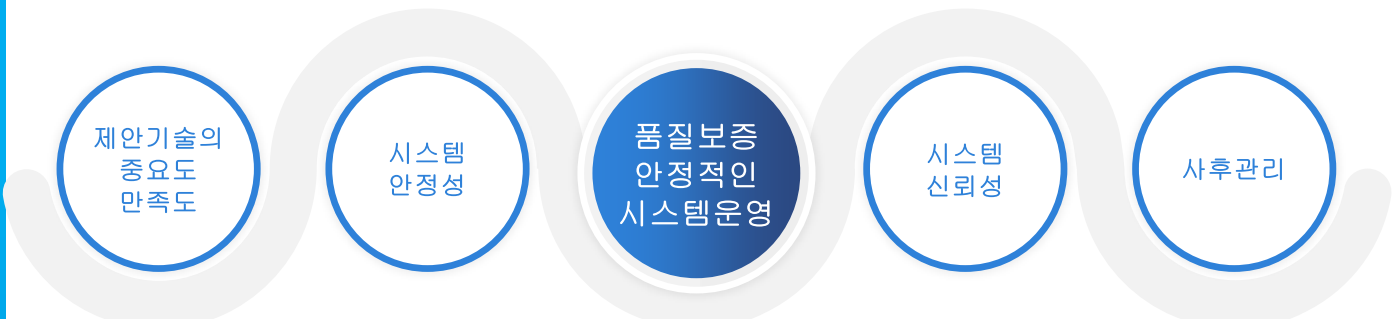 제안기술의
중요도
만족도
시스템
안정성
품질보증
안정적인
시스템운영
시스템
신뢰성
사후관리